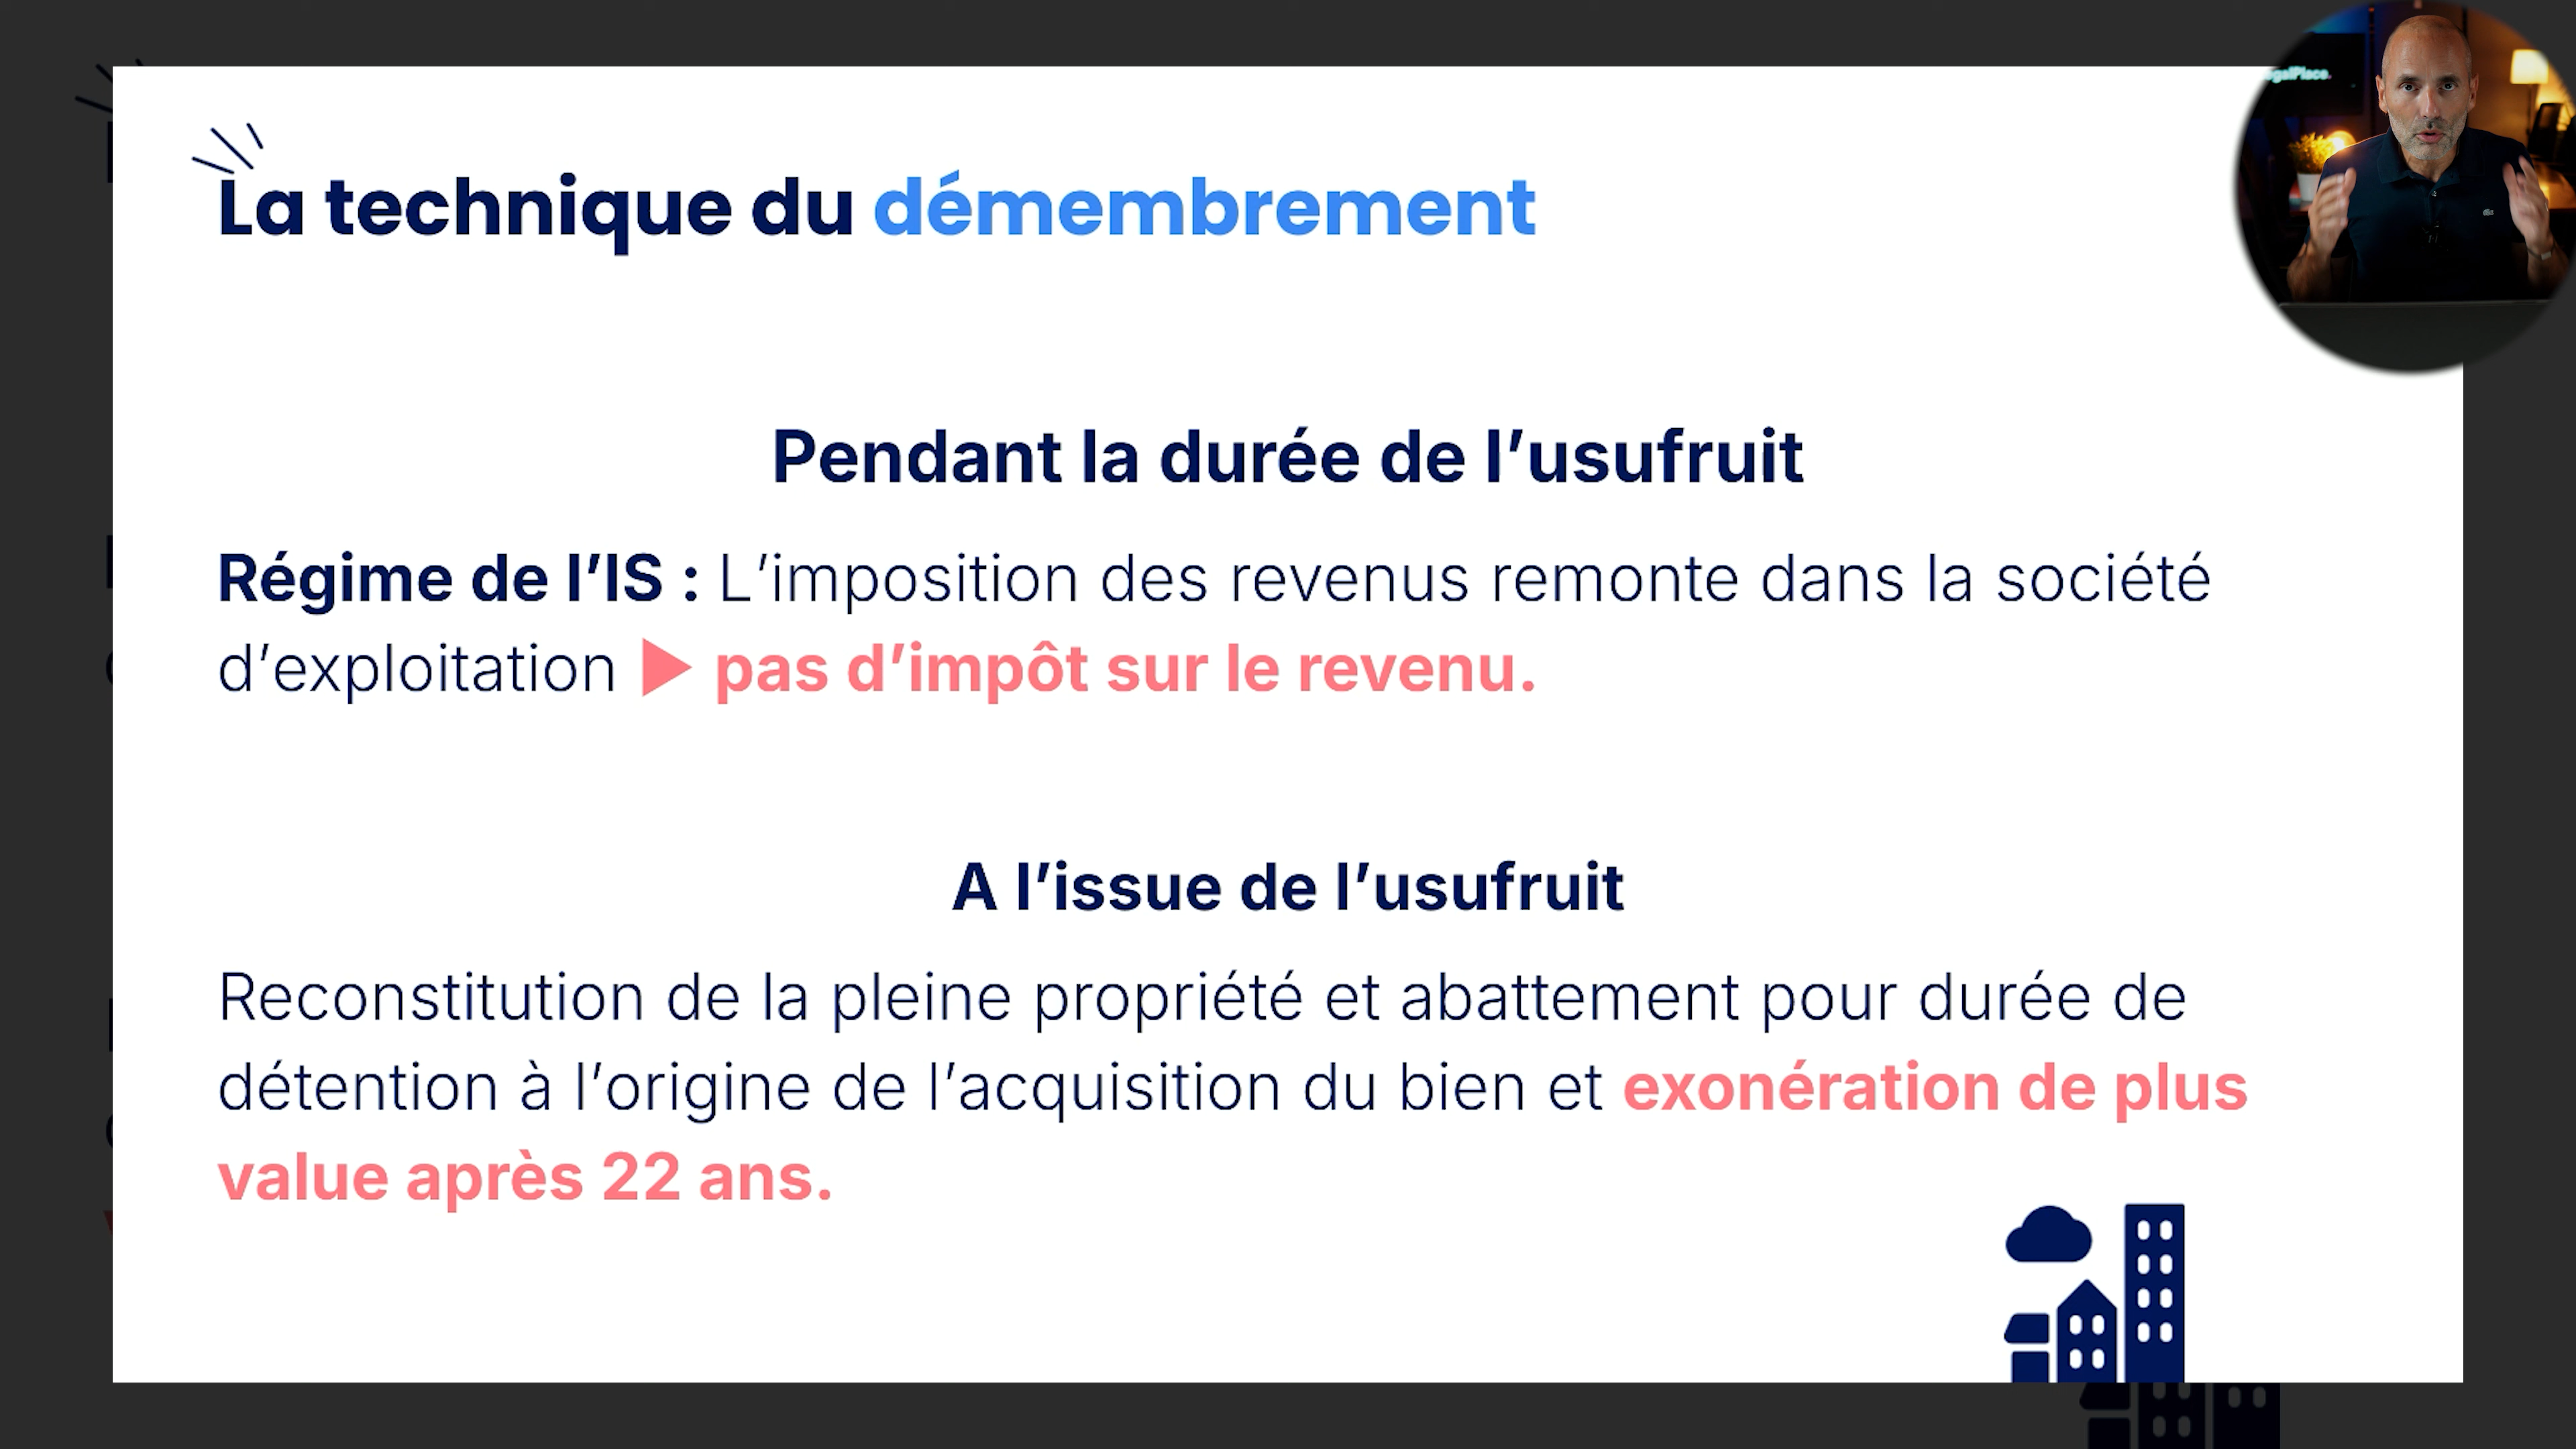 La technique du démembrement
Pendant la durée de l’usufruit
Régime de l’IS : L’imposition des revenus remonte dans la société
d’exploitation ▶ pas d’impôt sur le revenu.
A l’issue de l’usufruit
Reconstitution de la pleine propriété et abattement pour durée de
détention à l’origine de l’acquisition du bien et exonération de plus
value après 22 ans.